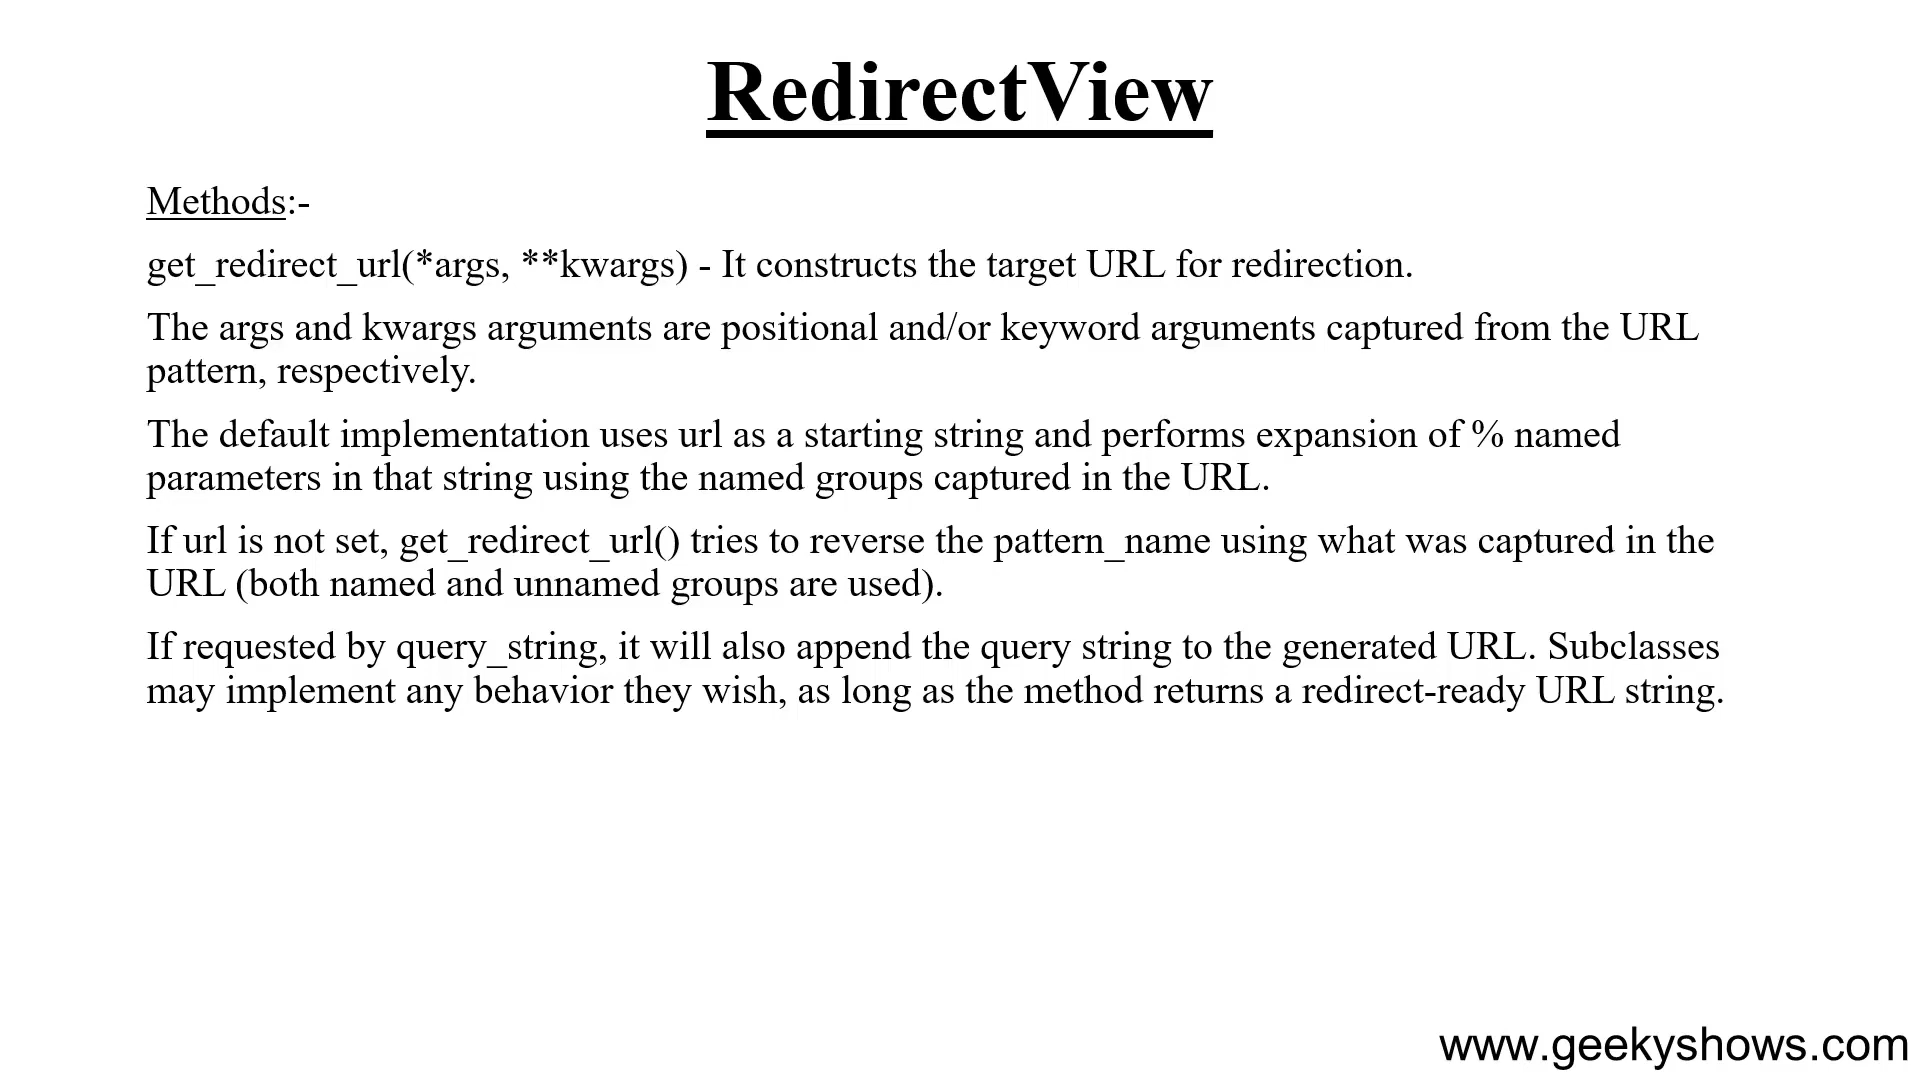 RedirectView
Methods:-
get_redirect_url(*args, **kwargs) - It constructs the target URL for redirection.
The args and kwargs arguments are positional and/or keyword arguments captured from the URL
pattern, respectively.
The default implementation uses url as a starting string and performs expansion of % named
parameters in that string using the named groups captured in the URL.
If url is not set, get_redirect_url() tries to reverse the pattern_name using what was captured in the
URL (both named and unnamed groups are used).
If requested by query_string, it will also append the query string to the generated URL. Subclasses
may implement any behavior they wish, as long as the method returns a redirect-ready URL string.
www.geekyshows.com